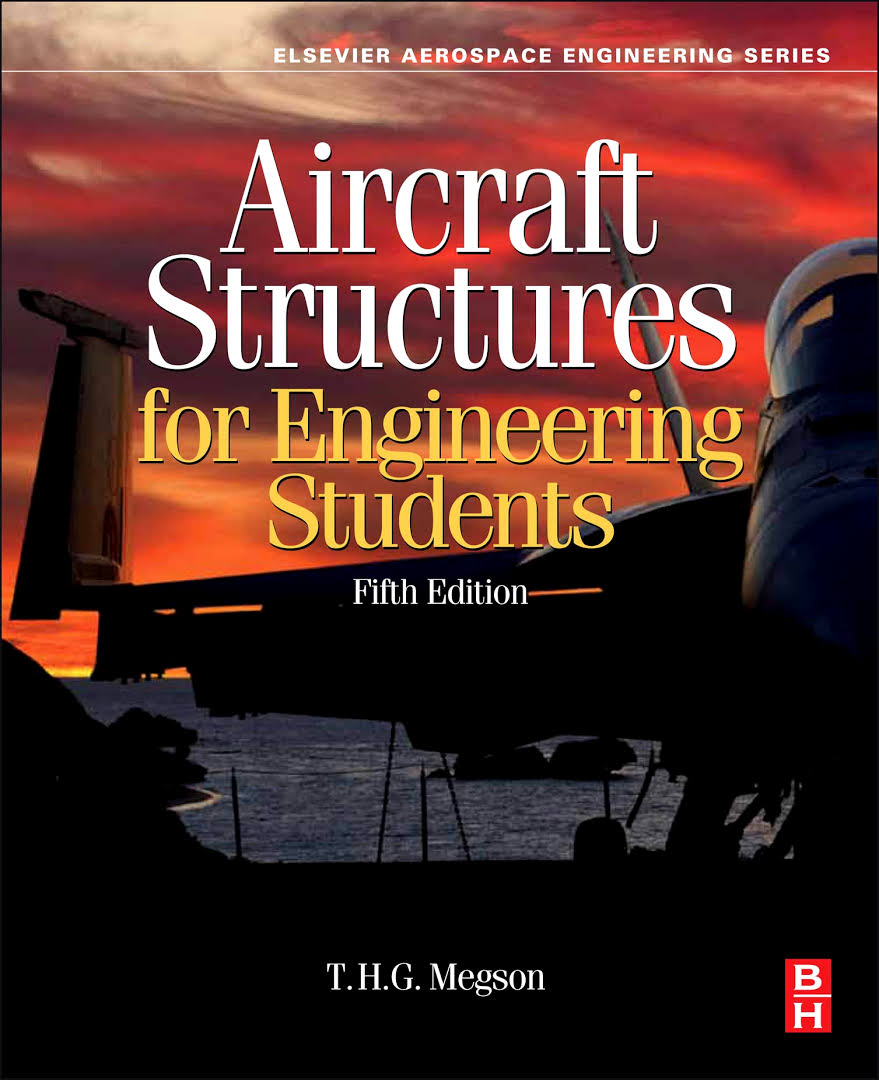 ELSEVIER AEROSPACE ENGINEERING SERIES
Aircraft
Structures
for Engineering
Students
Fifth Edition
T.H.G. Megson
B
H